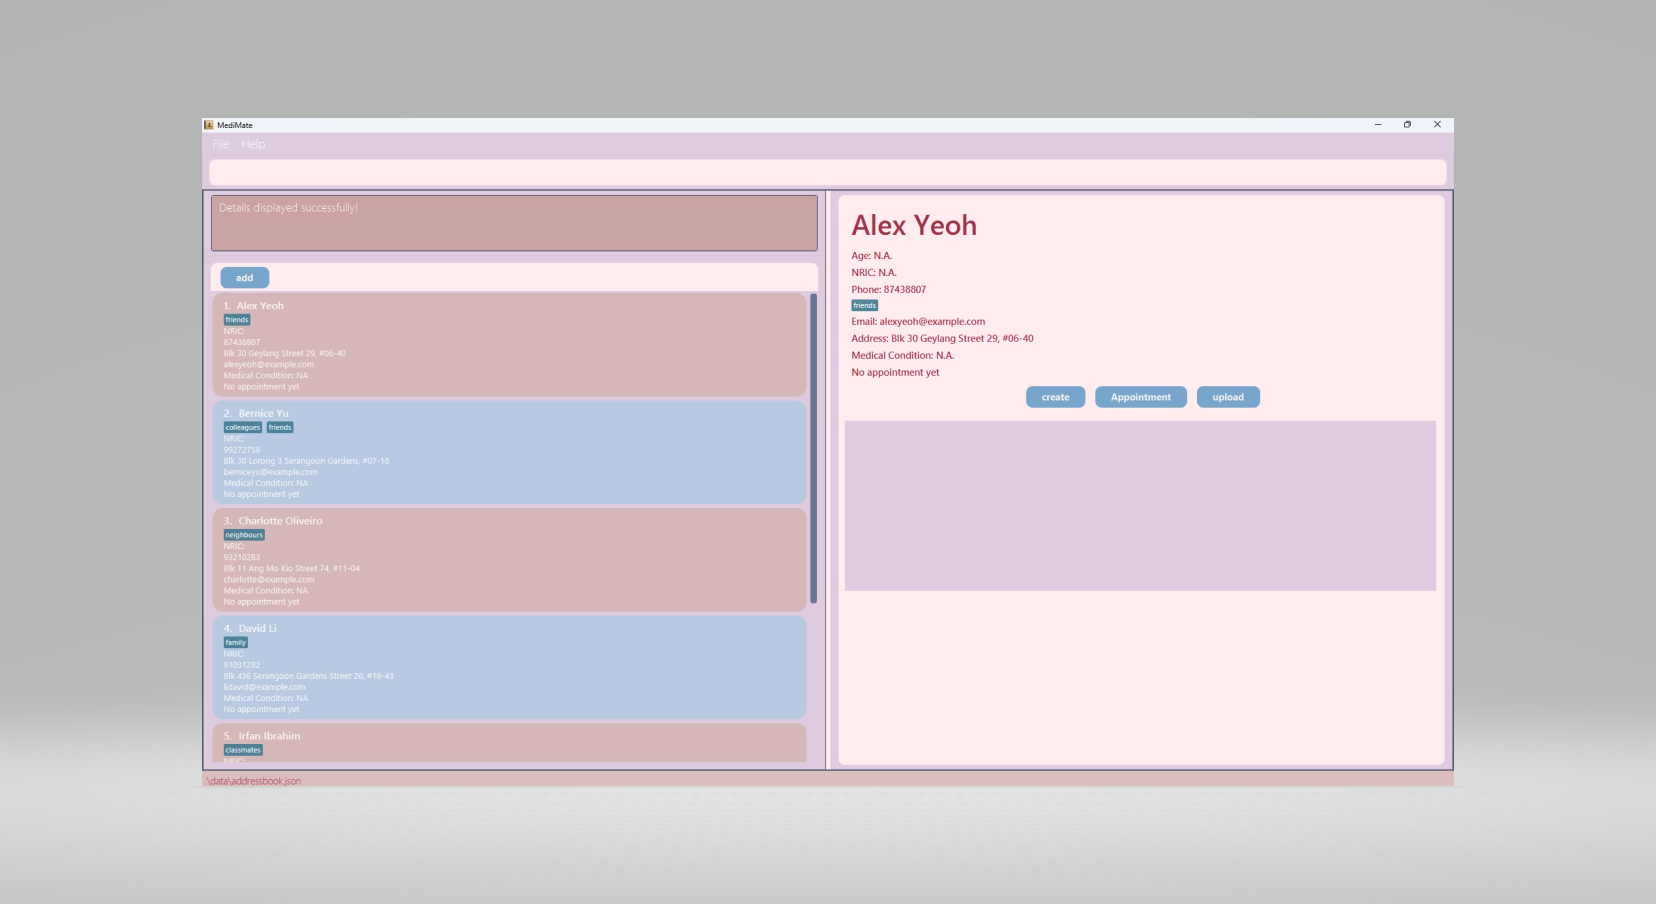 MediMate
File Help
Details displayed successfully!
add
1. Alex Yeoh
friends
NRIC:
87438807
Blk 30 Geylang Street 29, #06-40
alexyeoh@example.com
Medical Condition: NA
No appointment yet
2. Bernice Yu
colleagues friends
NRIC:
99272758
Blk 30 Lorong 3 Serangoon Gardens, #07-18
berniceyu@example.com
Medical Condition: NA
No appointment yet
3. Charlotte Oliveiro
neighbours
NRIC:
93210283
Blk 11 Ang Mo Kio Street 74, #11-04
charlotte@example.com
Medical Condition: NA
No appointment yet
4. David Li
family
NRIC:
91031282
Blk 436 Serangoon Gardens Street 26, #16-43
lidavid@example.com
Medical Condition: NA
No appointment yet
5. Irfan Ibrahim
classmates
NRIC:
Alex Yeoh
Age: N.A.
NRIC: N.A.
Phone: 87438807
friends
Email: alexyeoh@example.com
Address: Blk 30 Geylang Street 29, #06-40
Medical Condition: N.A.
No appointment yet
create Appointment upload
.\data\addressbook.json